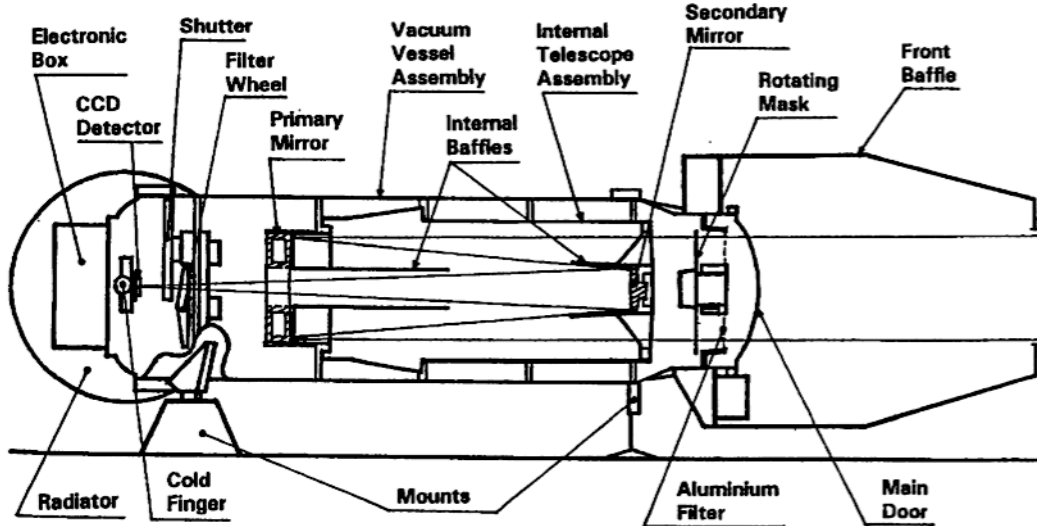 Electronic
Box
Shutter
Filter
Wheel
CCD
Detector
Primary
Mirror
Vacuum
Vessel
Assembly
Internal
Baffles
Internal
Telescope
Assembly
Secondary
Mirror
Rotating
Mask
Front
Baffle
Radiator
Cold
Finger
Mounts
Aluminium
Filter
Main
Door